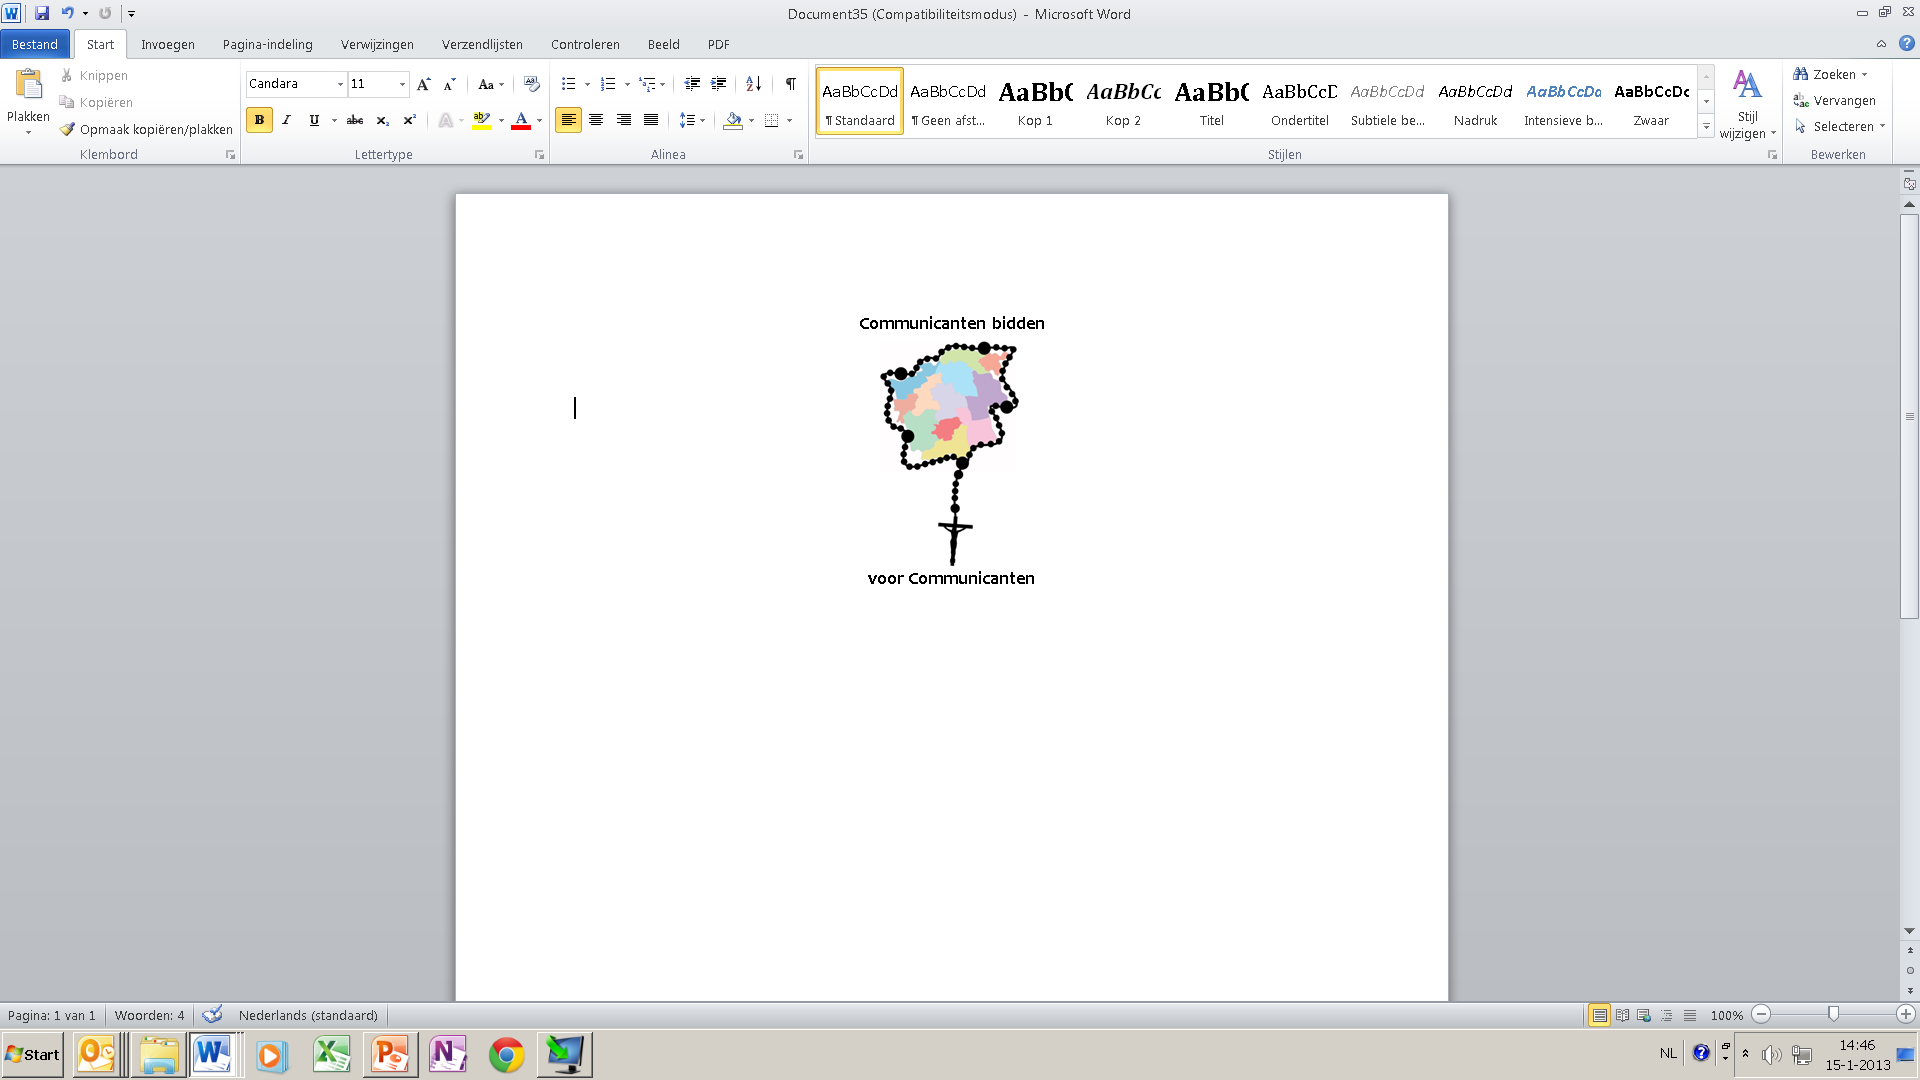 Document35 (Compatibiliteitsmodus) - Microsoft Word
Bestand Start Invoegen Pagina-indeling Verwijzingen Verzendlijsten Controleren Beeld PDF
Plakken
Knippen
Kopiëren
Opmaak kopiëren/plakken
Klembord
Candara 11
Lettertype
Alinea
AaBbCcDd AaBbCcDd AaBb( AaBbCc AaBb( AaBbCcD AaBbCcDd AaBbCcDd AaBbCcDd AaBbCcDc
¶ Standaard ¶ Geen afst... Kop 1 Kop 2 Titel Ondertitel Subtiele be... Nadruk Intensieve b... Zwaar
Stijlen
Stijl wijzigen
Zoeken
Vervangen
Selecteren
Bewerken
Communicanten bidden
voor Communicanten
Pagina: 1 van 1 Woorden: 4 Nederlands (standaard) 100%
Start NL 14:46
15-1-2013